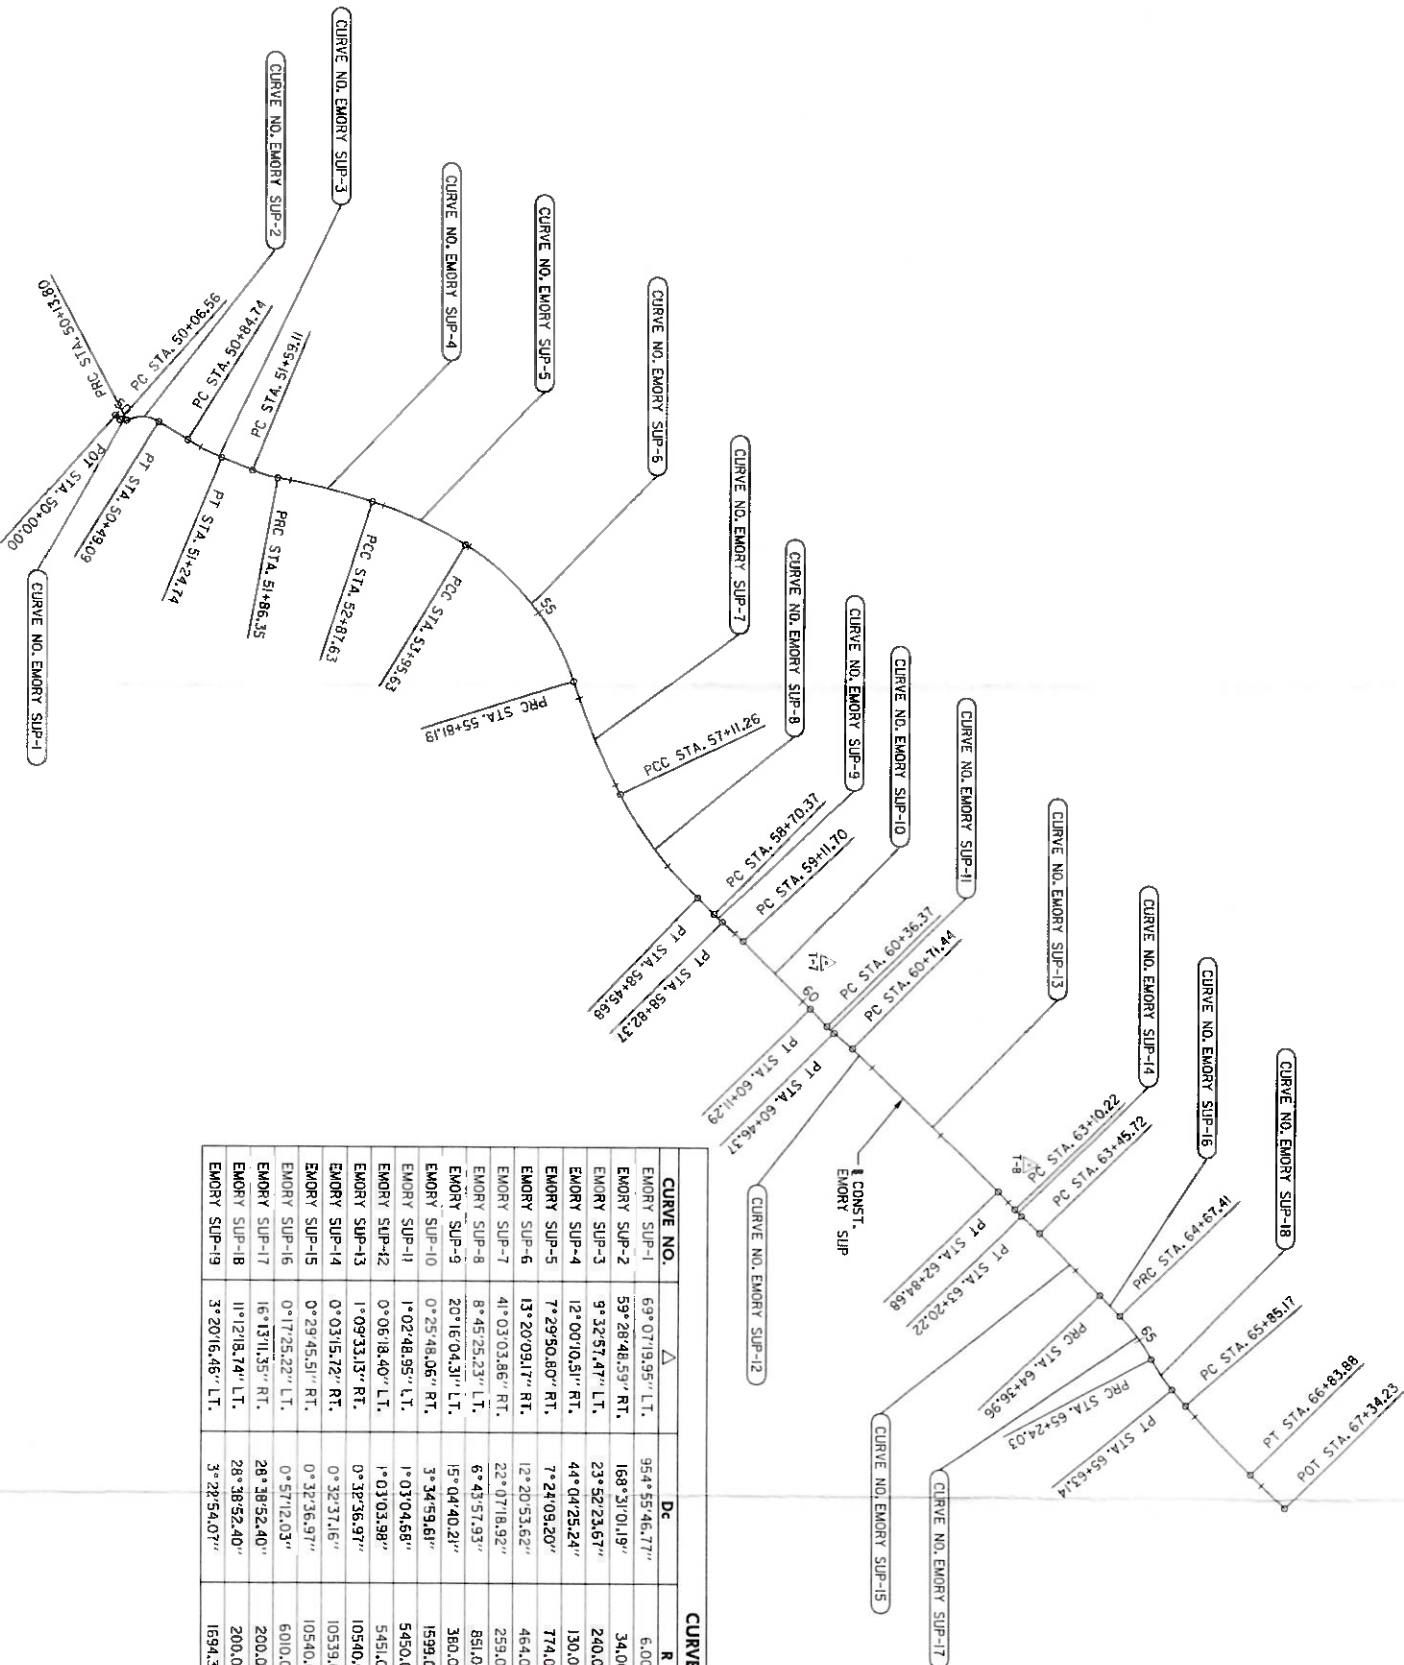 CURVE NO. EMORY SUP-3
CURVE NO. EMORY SUP-2
CURVE NO. EMORY SUP-4
CURVE NO. EMORY SUP-5
CURVE NO. EMORY SUP-6
CURVE NO. EMORY SUP-7
CURVE NO. EMORY SUP-8
CURVE NO. EMORY SUP-9
CURVE NO. EMORY SUP-10
CURVE NO. EMORY SUP-11
CURVE NO. EMORY SUP-13
CURVE NO. EMORY SUP-14
CURVE NO. EMORY SUP-16
CURVE NO. EMORY SUP-18
PRC STA. 50+13.80
PC STA. 50+06.56
PC STA. 50+84.74
PC STA. 51+59.11
POT STA. 50+00.00
PT STA. 50+49.09
PT STA. 51+24.74
PRC STA. 51+86.35
PCC STA. 52+87.63
PCC STA. 53+95.63
55
PRC STA. 55+81.19
PCC STA. 57+11.26
PC STA. 58+70.37
PC STA. 59+11.70
PT STA. 58+45.68
PT STA. 58+82.37
T-7
60
PC STA. 60+36.37
PC STA. 60+71.44
PT STA. 60+11.29
PT STA. 60+46.37
CONST.
EMORY SUP
T-8
PC STA. 63+10.22
PC STA. 63+45.72
PT STA. 62+84.68
PT STA. 63+20.22
PRC STA. 64+67.41
PRC STA. 64+36.96
65
PRC STA. 65+24.03
PC STA. 65+85.17
PT STA. 65+63.14
PT STA. 66+83.88
POT STA. 67+34.23
CURVE NO. EMORY SUP-1
CURVE NO. EMORY SUP-12
CURVE NO. EMORY SUP-15
CURVE NO. EMORY SUP-17
CURVE
CURVE NO. △ Dc R
EMORY SUP-1 69°07'19.95" LT. 954°55'46.77" 6.00
EMORY SUP-2 59°28'48.59" RT. 168°31'01.19" 34.0
EMORY SUP-3 9°32'57.47" LT. 23°52'23.67" 240.0
EMORY SUP-4 12°00'10.51" RT. 44°04'25.24" 130.0
EMORY SUP-5 7°29'50.80" RT. 7°24'09.20" 774.0
EMORY SUP-6 13°20'09.17" RT. 12°20'53.62" 464.0
EMORY SUP-7 41°03'03.86" RT. 22°07'18.92" 259.0
EMORY SUP-8 8°45'25.23" LT. 6°43'57.93" 851.0
EMORY SUP-9 20°16'04.31" LT. 15°04'40.21" 380.0
EMORY SUP-10 0°25'48.06" RT. 3°34'59.61" 1599.0
EMORY SUP-11 1°02'48.95" LT. 1°03'04.68" 5450.0
EMORY SUP-12 0°06'18.40" LT. 1°03'03.98" 5451.0
EMORY SUP-13 1°09'33.13" RT. 0°32'36.97" 10540.
EMORY SUP-14 0°03'15.72" RT. 0°32'37.16" 10539.
EMORY SUP-15 0°29'45.51" RT. 0°32'36.97" 10540.
EMORY SUP-16 0°17'25.22" LT. 0°57'12.03" 6010.0
EMORY SUP-17 16°13'11.35" RT. 28°38'52.40" 200.0
EMORY SUP-18 11°12'18.74" LT. 28°38'52.40" 200.0
EMORY SUP-19 3°20'16.46" LT. 3°22'54.07" 1694.3